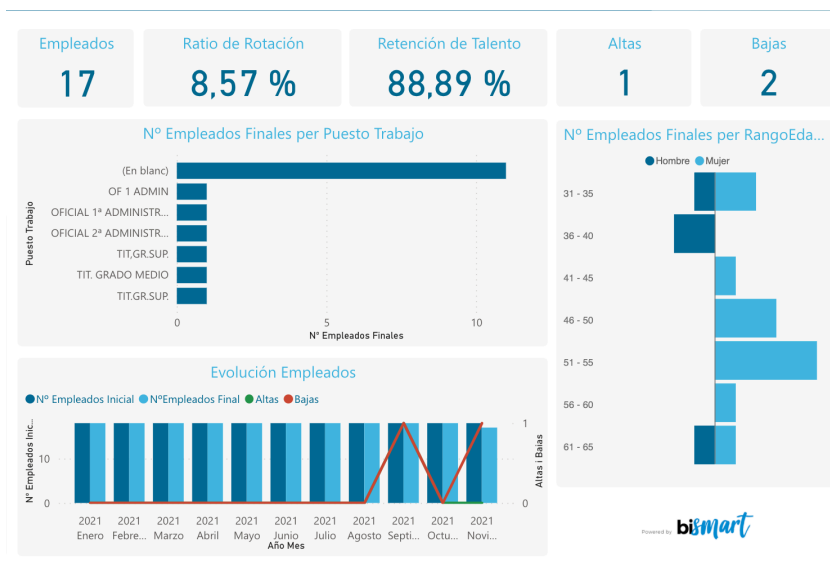 Empleados
Ratio de Rotación
Retención de Talento
Altas
Bajas
17
8,57 %
88,89 %
1
2
Nº Empleados Finales per Puesto Trabajo
Puesto Trabajo
(En blanc)
OF 1 ADMIN
OFICIAL 1ª ADMINISTR...
OFICIAL 2ª ADMINISTR...
TIT,GR.SUP.
TIT. GRADO MEDIO
TIT.GR.SUP.
0
5
10
Nº Empleados Finales
Nº Empleados Finales per RangoEda...
Hombre Mujer
31 - 35
36 - 40
41 - 45
46 - 50
51 - 55
56 - 60
61 - 65
Evolución Empleados
Nº Empleados Inicial NºEmpleados Final Altas Bajas
Nº Empleados Inic...
10
0
1
0
Altas i Bajas
2021 2021 2021 2021 2021 2021 2021 2021 2021 2021 2021
Enero Febre... Marzo Abril Mayo Junio Julio Agosto Septi... Octu... Novi...
Año Mes
Powered by bismart